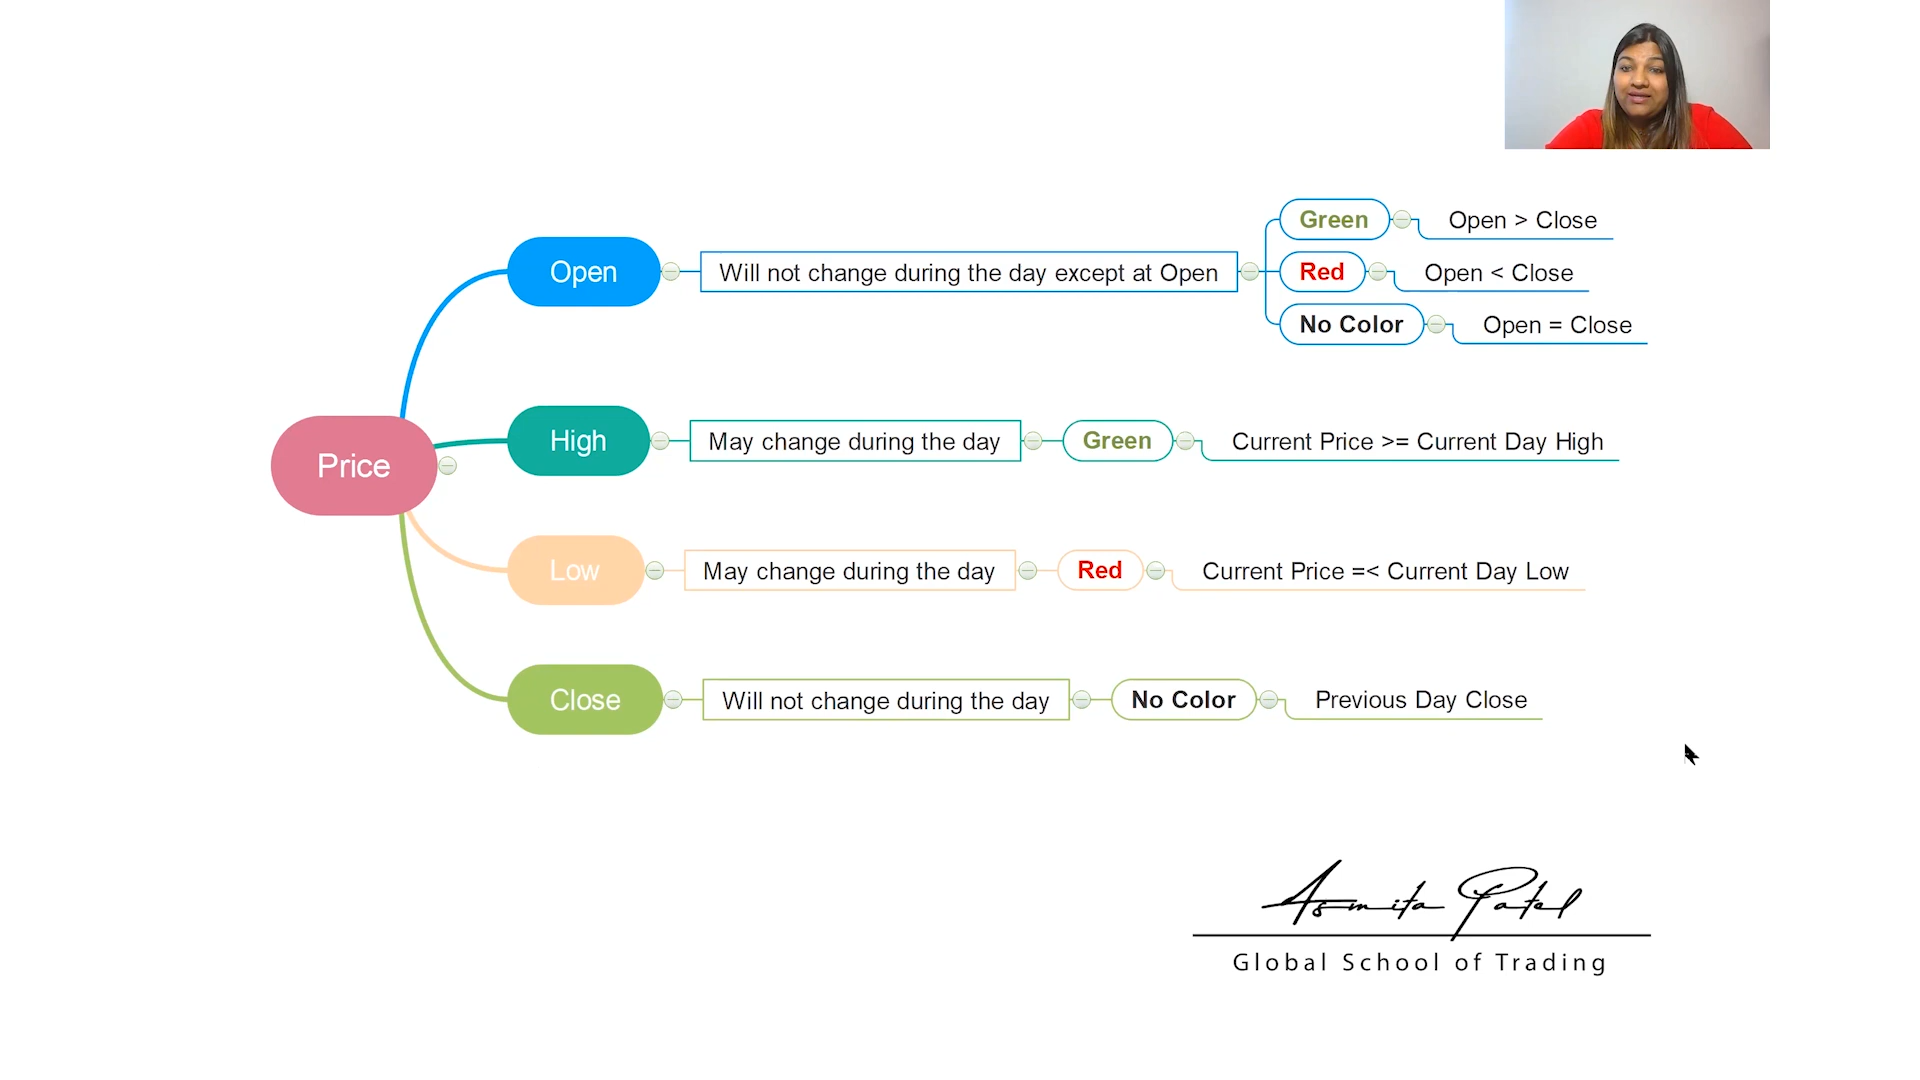 Price
Open
Will not change during the day except at Open
Green
Open > Close
Red
Open < Close
No Color
Open = Close
High
May change during the day
Green
Current Price >= Current Day High
Low
May change during the day
Red
Current Price =< Current Day Low
Close
Will not change during the day
No Color
Previous Day Close
Asmita Patel
Global School of Trading